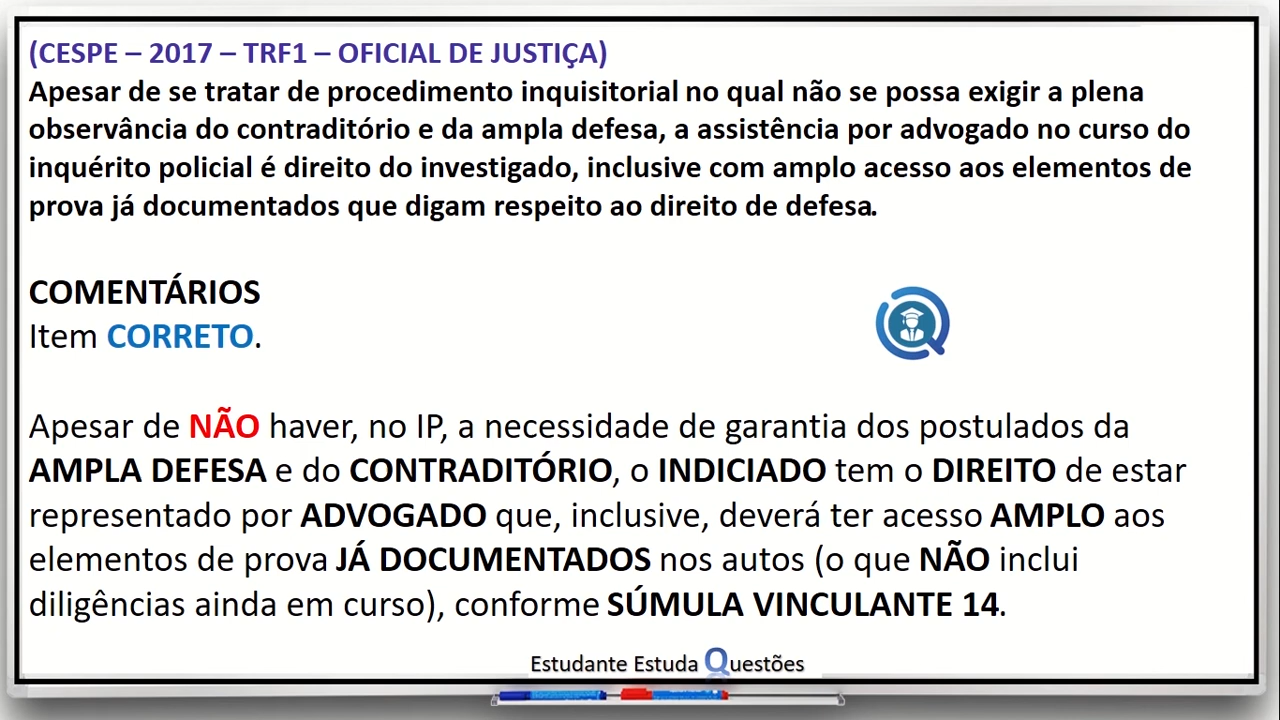 (CESPE – 2017 – TRF1 – OFICIAL DE JUSTIÇA)
Apesar de se tratar de procedimento inquisitorial no qual não se possa exigir a plena
observância do contraditório e da ampla defesa, a assistência por advogado no curso do
inquérito policial é direito do investigado, inclusive com amplo acesso aos elementos de
prova já documentados que digam respeito ao direito de defesa.
COMENTÁRIOS
Item CORRETO.
Apesar de NÃO haver, no IP, a necessidade de garantia dos postulados da
AMPLA DEFESA e do CONTRADITÓRIO, o INDICIADO tem o DIREITO de estar
representado por ADVOGADO que, inclusive, deverá ter acesso AMPLO aos
elementos de prova JÁ DOCUMENTADOS nos autos (o que NÃO inclui
diligências ainda em curso), conforme SÚMULA VINCULANTE 14.
Estudante Estuda Questões